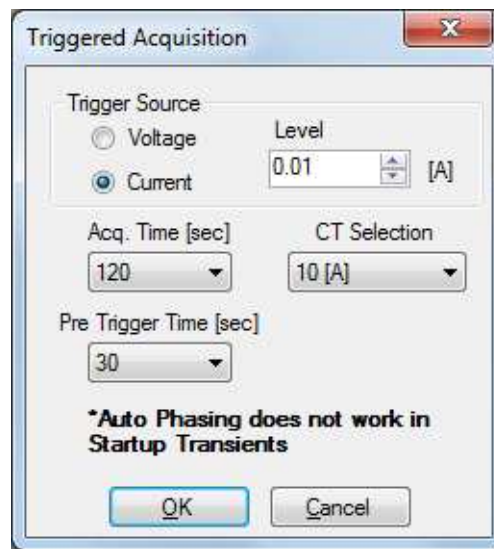 Triggered Acquisition
Trigger Source
Voltage
Level
Current
0.01
[A]
Acq. Time [sec]
CT Selection
120
10 [A]
Pre Trigger Time [sec]
30
*Auto Phasing does not work in
Startup Transients
OK
Cancel